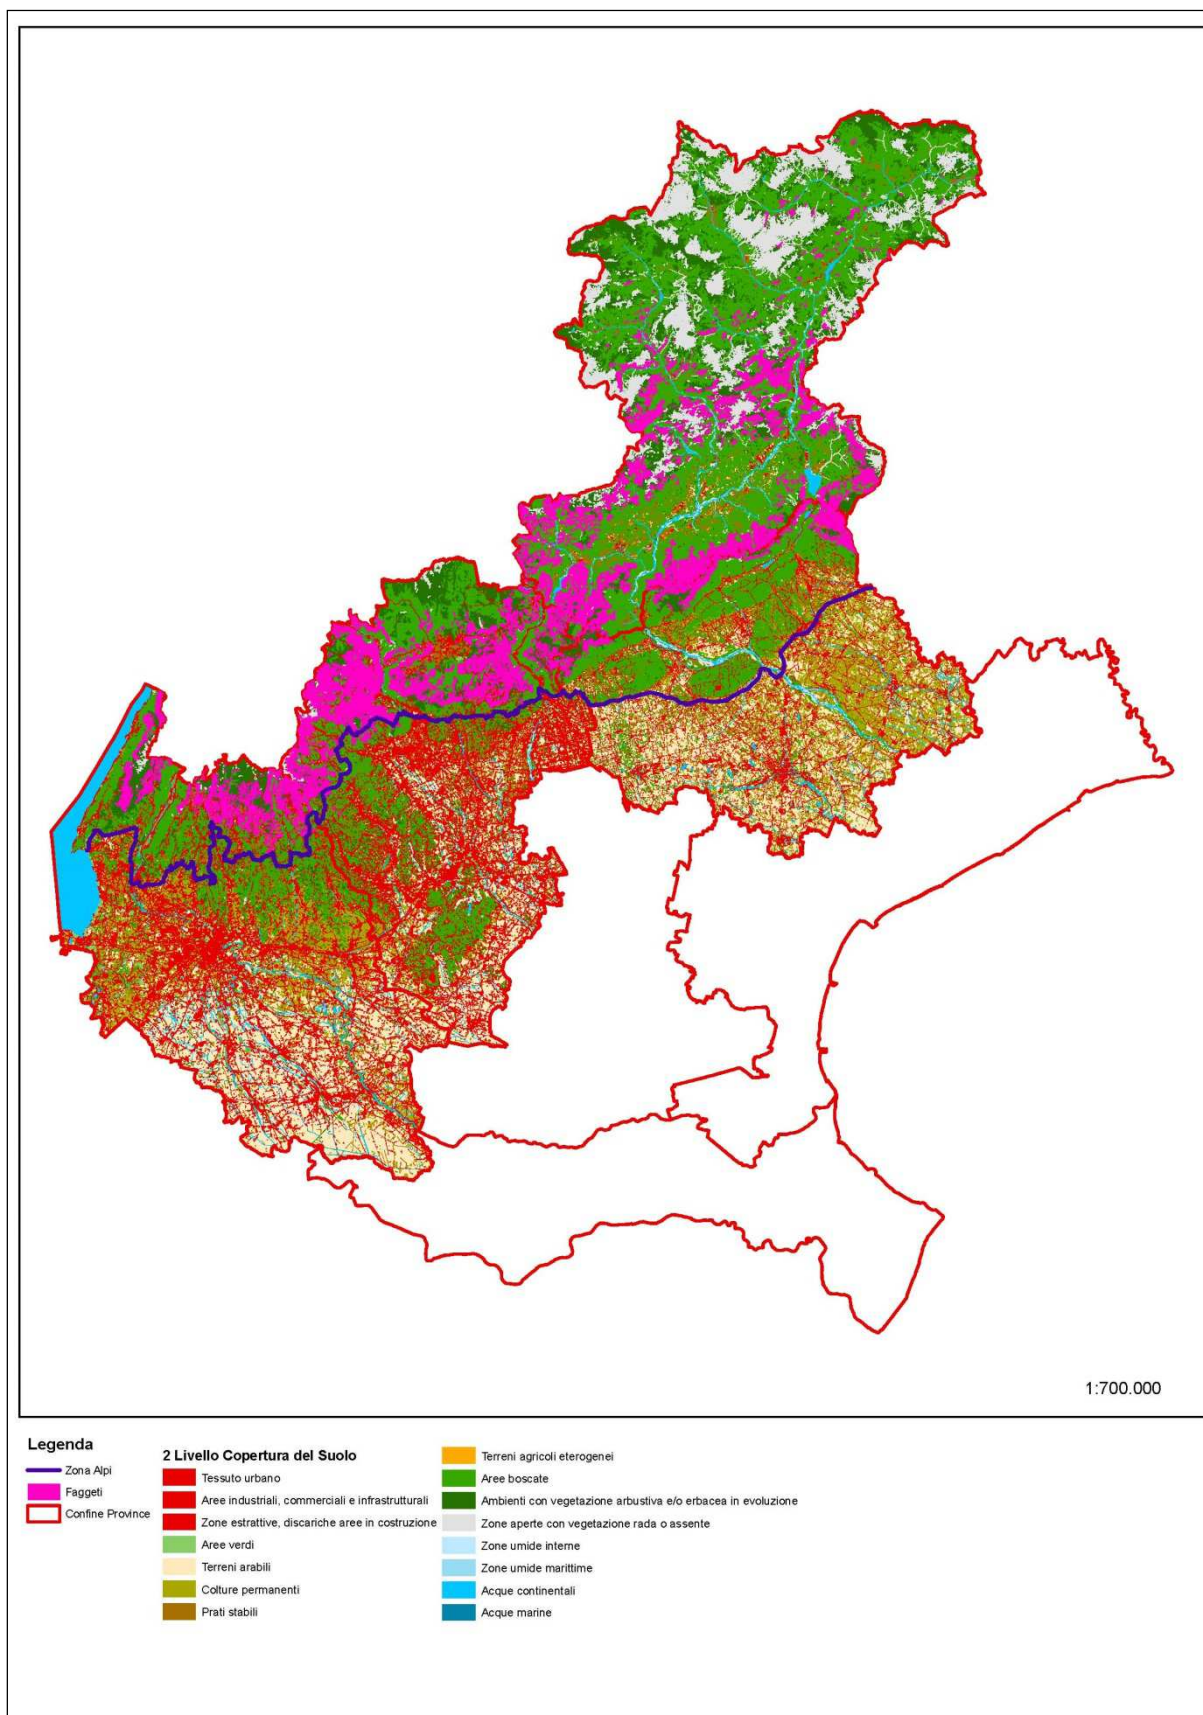 1:700.000
Legenda
Zona Alpi
Faggeti
Confine Province
2 Livello Copertura del Suolo
Tessuto urbano
Aree industriali, commerciali e infrastrutturali
Zone estrattive, discariche aree in costruzione
Aree verdi
Terreni arabili
Colture permanenti
Prati stabili
Terreni agricoli eterogenei
Aree boscate
Ambienti con vegetazione arbustiva e/o erbacea in evoluzione
Zone aperte con vegetazione rada o assente
Zone umide interne
Zone umide marittime
Acque continentali
Acque marine